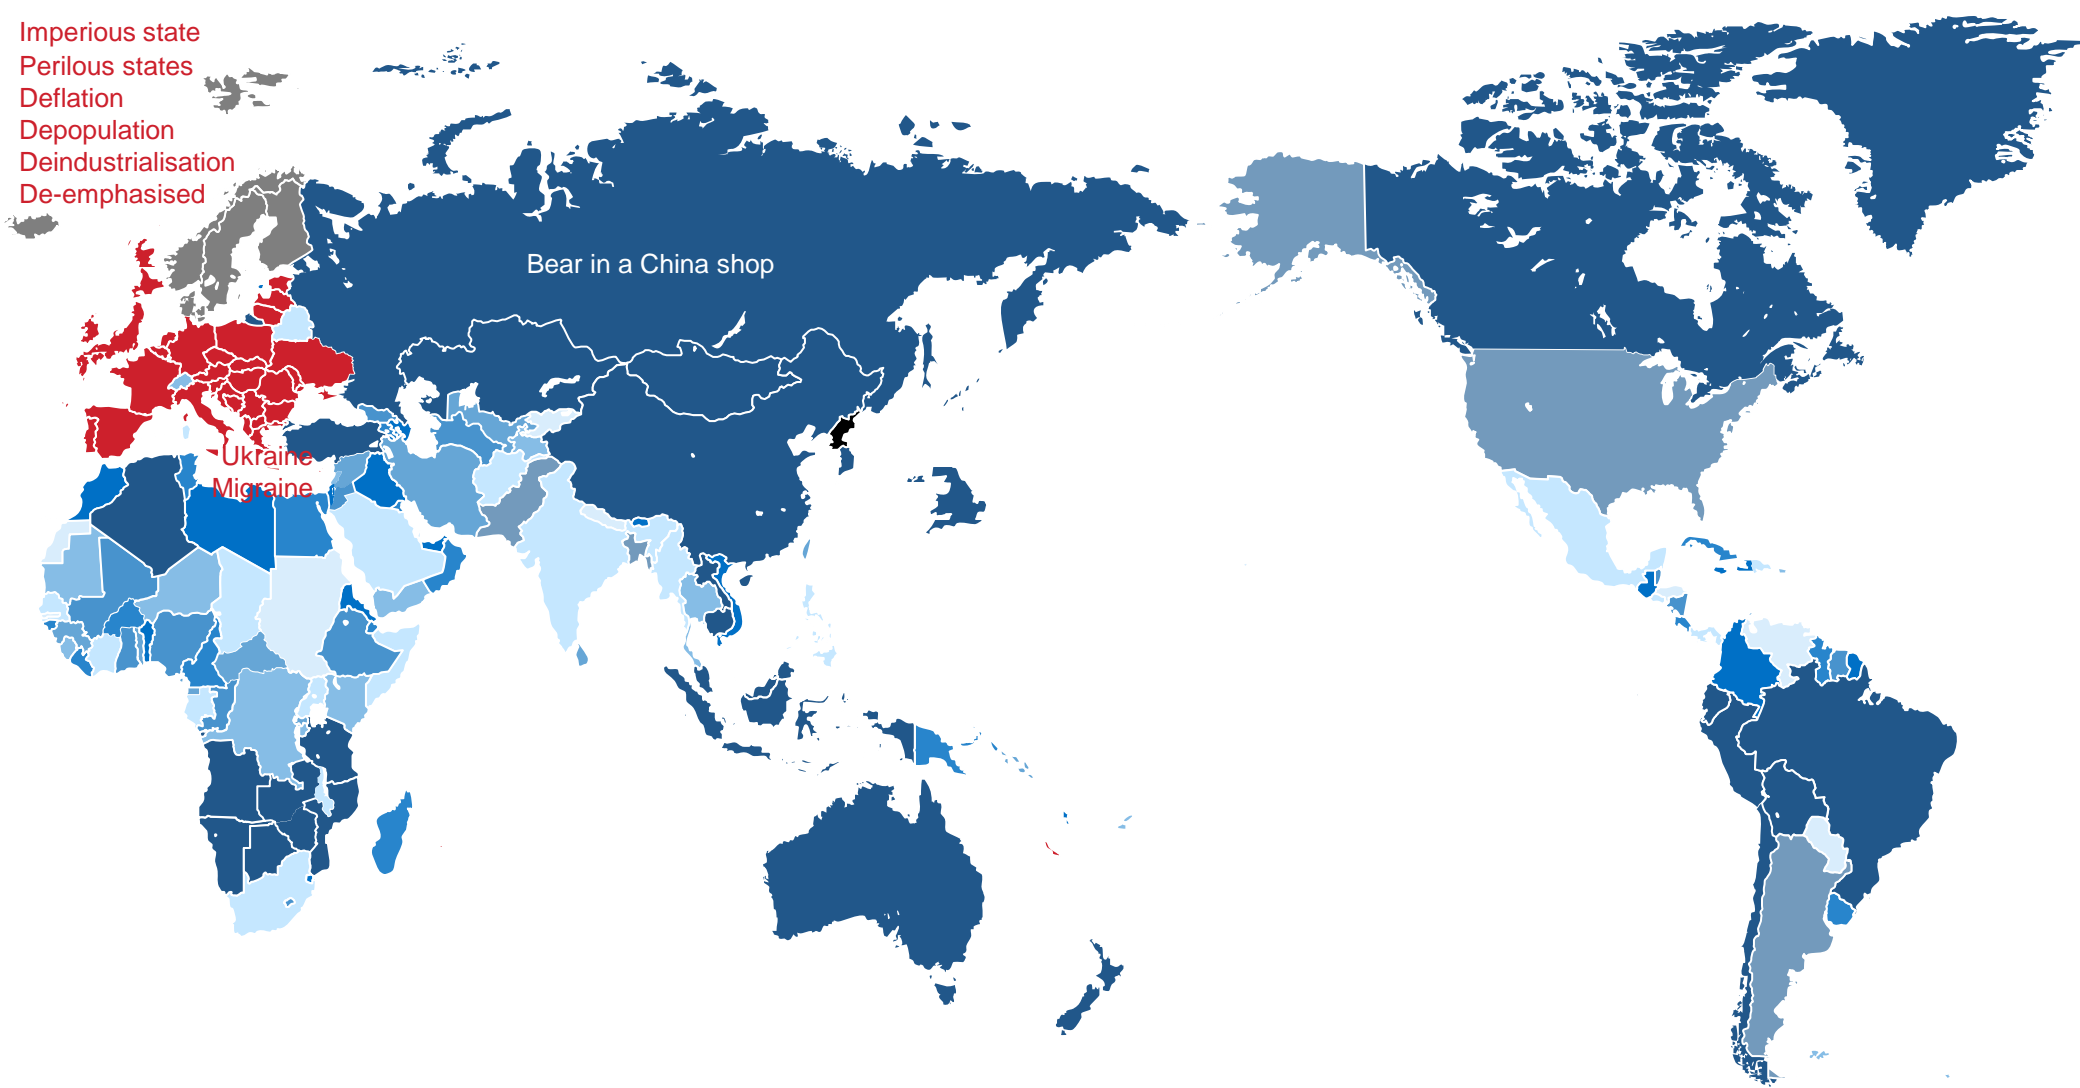 Imperious state
Perilous states
Deflation
Depopulation
Deindustrialisation
De-emphasised
Bear in a China shop
Ukraine
Migraine